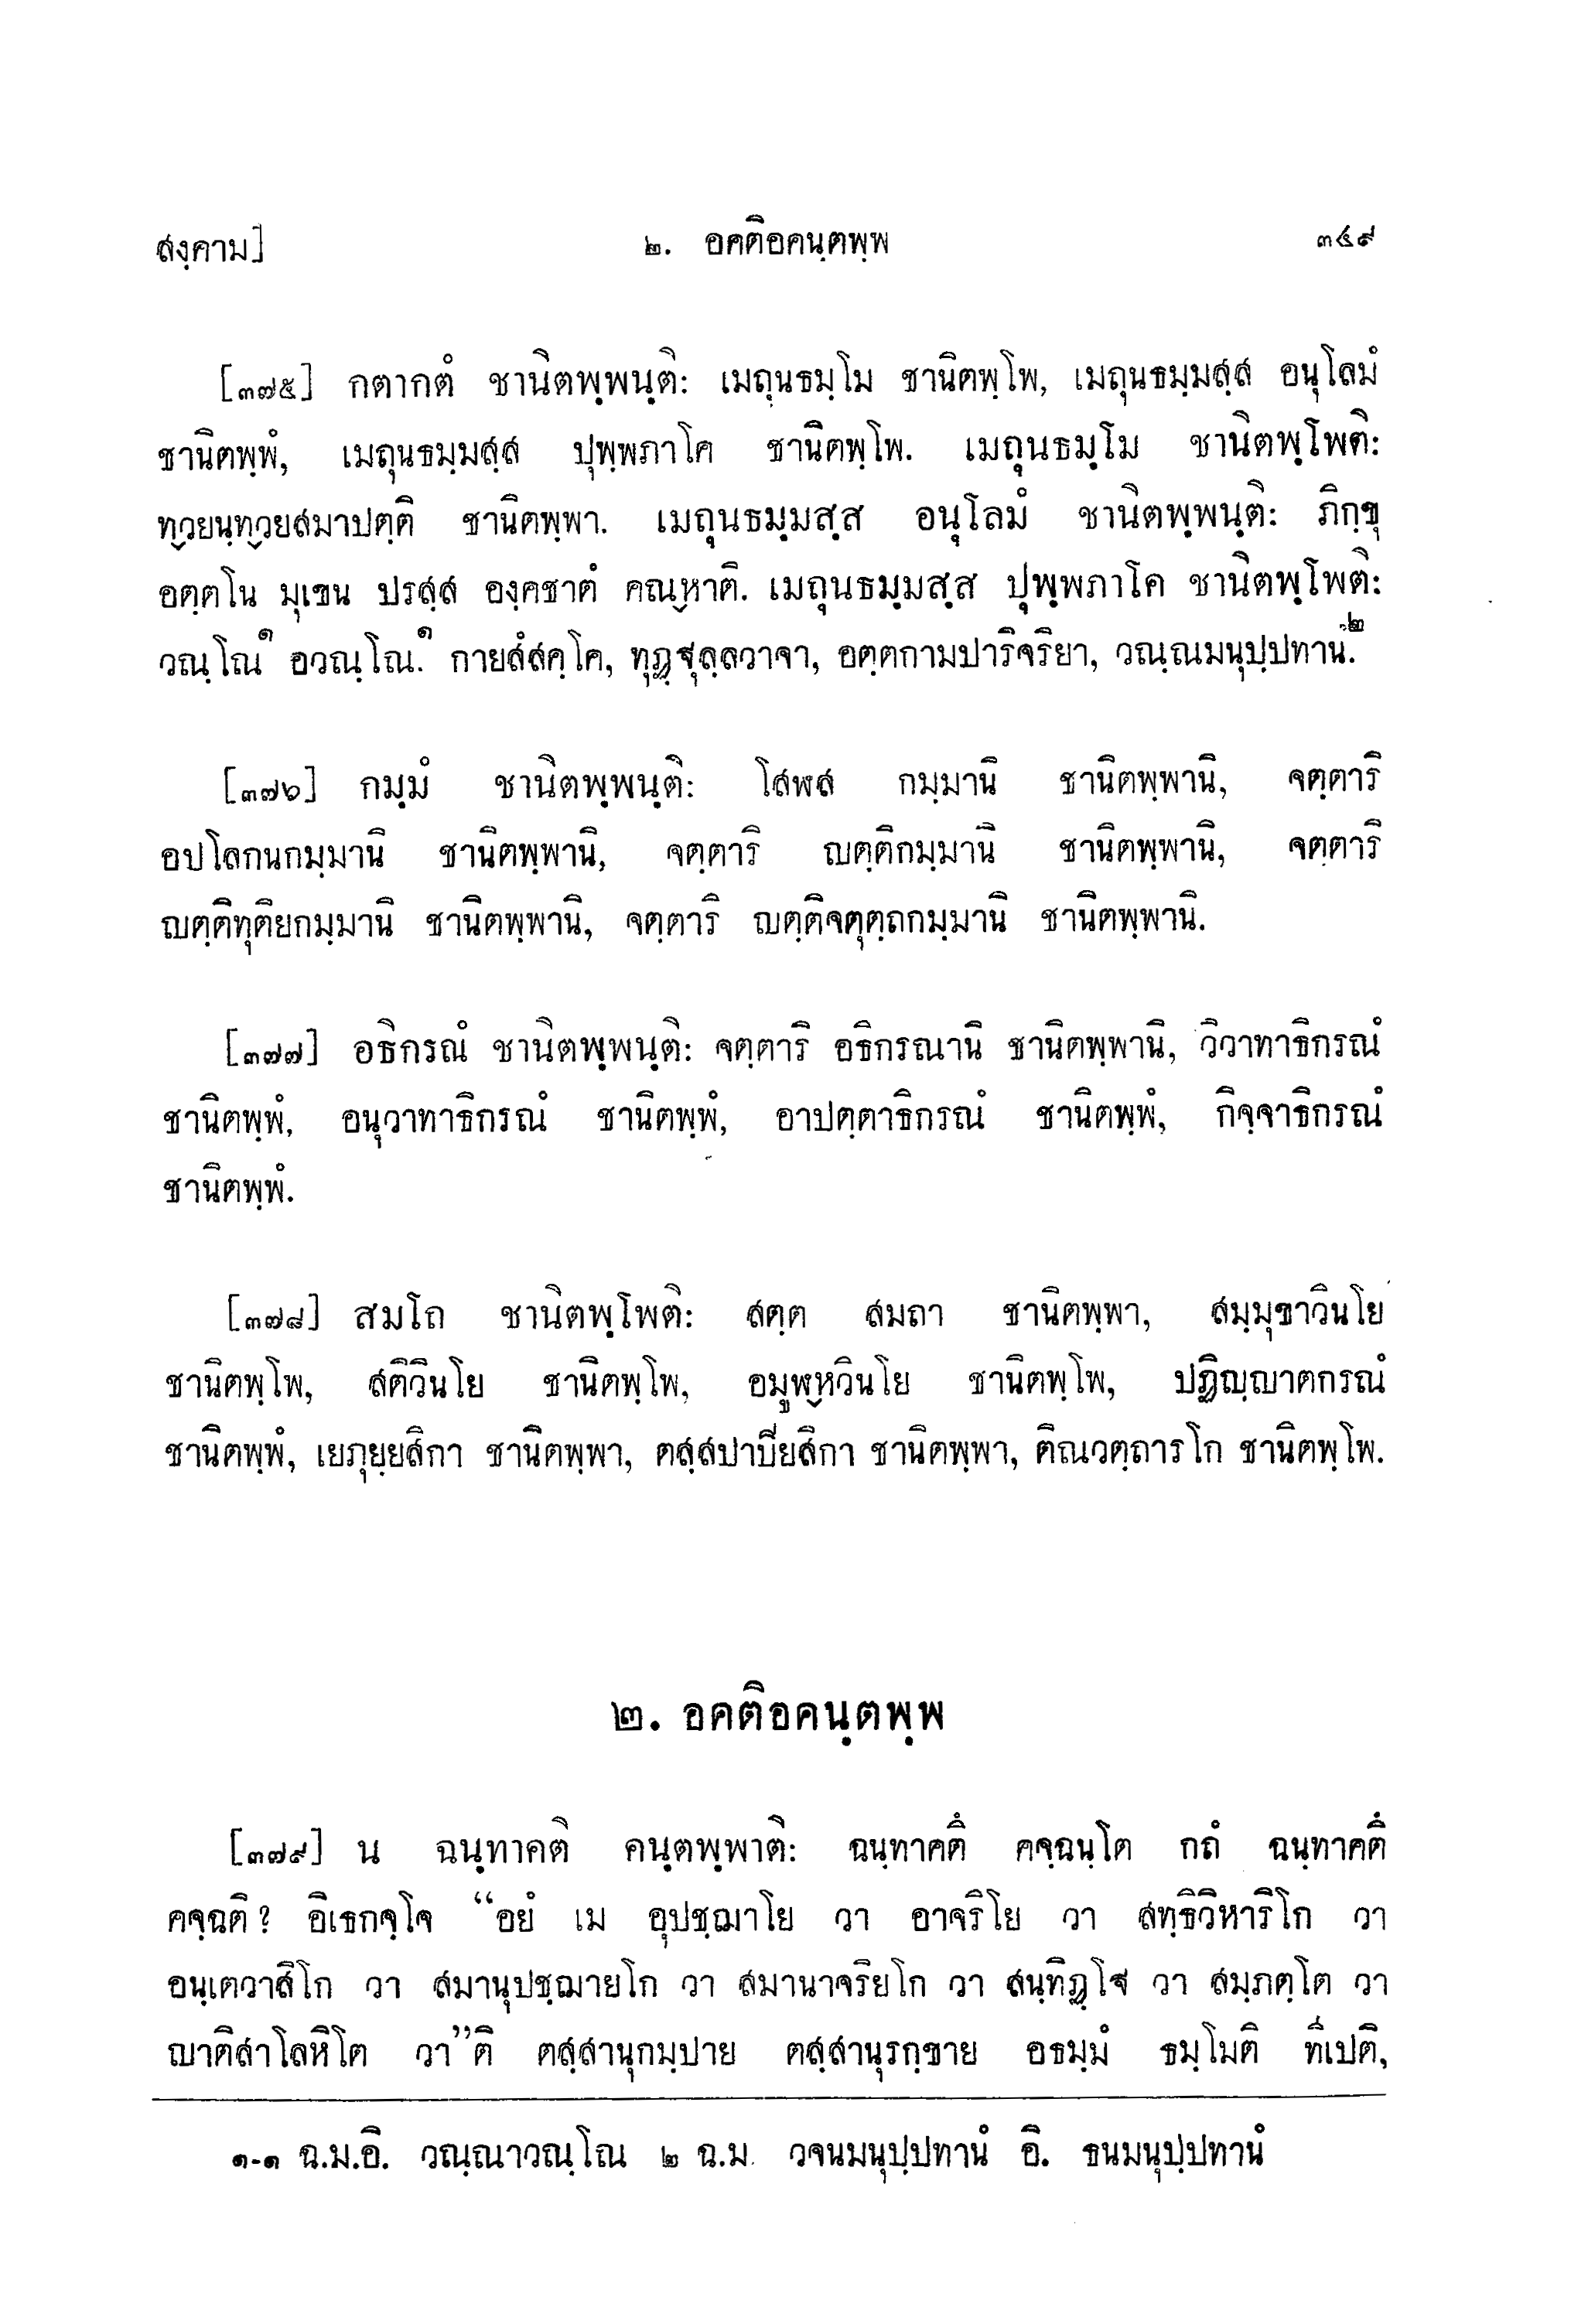 สงฺคาม]
๒. อคติอคนฺตพฺพ
๓๔๙
[๓๗๕] กตากตํ ชานิตพฺพนฺติ: เมถุนธมฺโม ชานิตพฺโพ, เมถุนธมฺมสฺส อนุโลมํ
ชานิตพฺพํ, เมถุนธมฺมสฺส ปุพฺพภาโค ชานิตพฺโพ. เมถุนธมฺโม ชานิตพฺโพติ:
ทฺวยนฺทฺวยสมาปตฺติ ชานิตพฺพา. เมถุนธมฺมสฺส อนุโลมํ ชานิตพฺพนฺติ: ภิกฺขุ
อตฺตโน มุเขน ปรสฺส องฺคชาตํ คณฺหาติ. เมถุนธมฺมสฺส ปุพฺพภาโค ชานิตพฺโพติ:
วณฺโณ๑ อวณฺโณ.๑ กายสํสคฺโค, ทุฏฺฐุลฺลวาจา, อตฺตกามปาริจริยา, วณฺณมนุปฺปทานํ.๒
[๓๗๖] กมฺมํ ชานิตพฺพนฺติ: โสฬส กมฺมานิ ชานิตพฺพานิ, จตฺตาริ
อปโลกนกมฺมานิ ชานิตพฺพานิ, จตฺตาริ ญตฺติกมฺมานิ ชานิตพฺพานิ, จตฺตาริ
ญตฺติทุติยกมฺมานิ ชานิตพฺพานิ, จตฺตาริ ญตฺติจตุตฺถกมฺมานิ ชานิตพฺพานิ.
[๓๗๗] อธิกรณํ ชานิตพฺพนฺติ: จตฺตาริ อธิกรณานิ ชานิตพฺพานิ, วิวาทาธิกรณํ
ชานิตพฺพํ, อนุวาทาธิกรณํ ชานิตพฺพํ, อาปตฺตาธิกรณํ ชานิตพฺพํ, กิจฺจาธิกรณํ
ชานิตพฺพํ.
[๓๗๘] สมโถ ชานิตพฺโพติ: สตฺต สมถา ชานิตพฺพา, สมฺมุขาวินโย
ชานิตพฺโพ, สติวินโย ชานิตพฺโพ, อมูฬฺหวินโย ชานิตพฺโพ, ปฏิญฺญาตกรณํ
ชานิตพฺพํ, เยภุยฺยสิกา ชานิตพฺพา, ตสฺสปาปิยสิกา ชานิตพฺพา, ติณวตฺถารโก ชานิตพฺโพ.
๒. อคติอคนฺตพฺพ
[๓๗๙] น ฉนฺทาคติ คนฺตพฺพาติ: ฉนฺทาคตึ คจฺฉนฺโต กถํ ฉนฺทาคตึ
คจฺฉติ? อิเธกจฺโจ “อยํ เม อุปชฺฌาโย วา อาจริโย วา สทฺธิวิหาริโก วา
อนฺเตวาสิโก วา สมานุปชฺฌายโก วา สมานาจริยโก วา สนฺทิฏฺโฐ วา สมฺภตฺโต วา
ญาติสาโลหิโต วา”ติ ตสฺสานุกมฺปาย ตสฺสานุรกฺขาย อธมฺมํ ธมฺโมติ ทีเปติ,
๑-๑ ฉ.ม.อิ. วณฺณาวณฺโณ ๒ ฉ.ม. วจนมนุปฺปทานํ อิ. ธนมนุปฺปทานํ